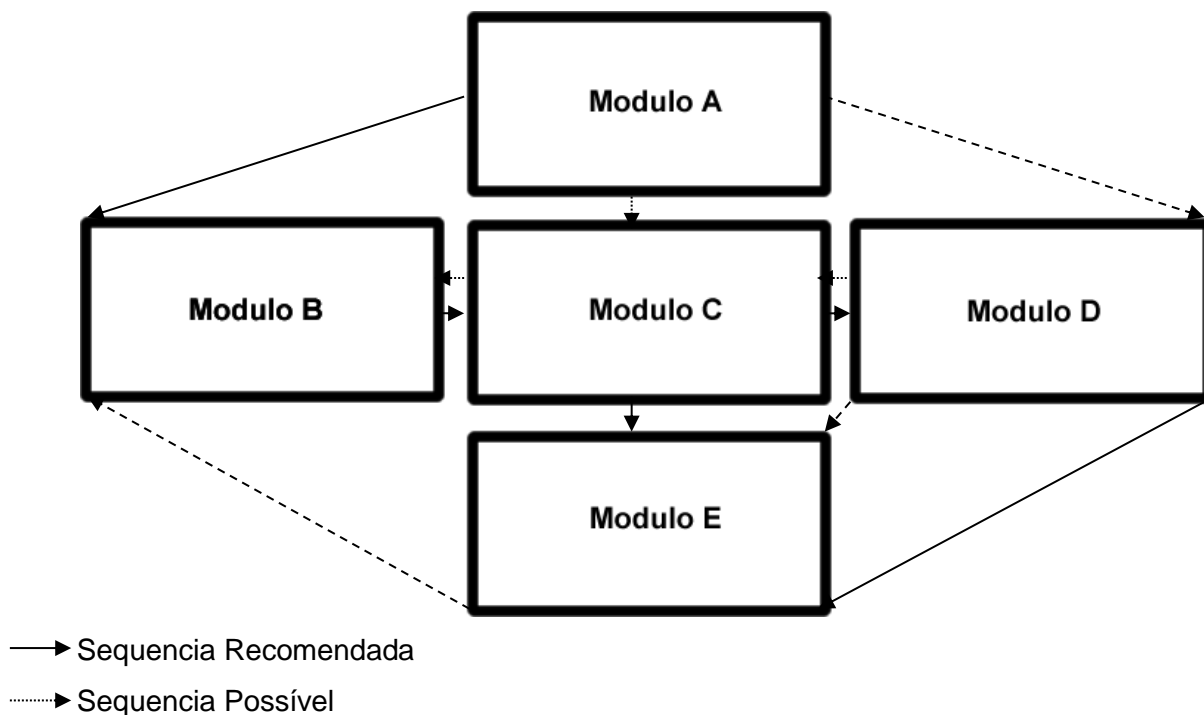 Modulo A
Modulo B
Modulo C
Modulo D
Modulo E
Sequencia Recomendada
Sequencia Possível